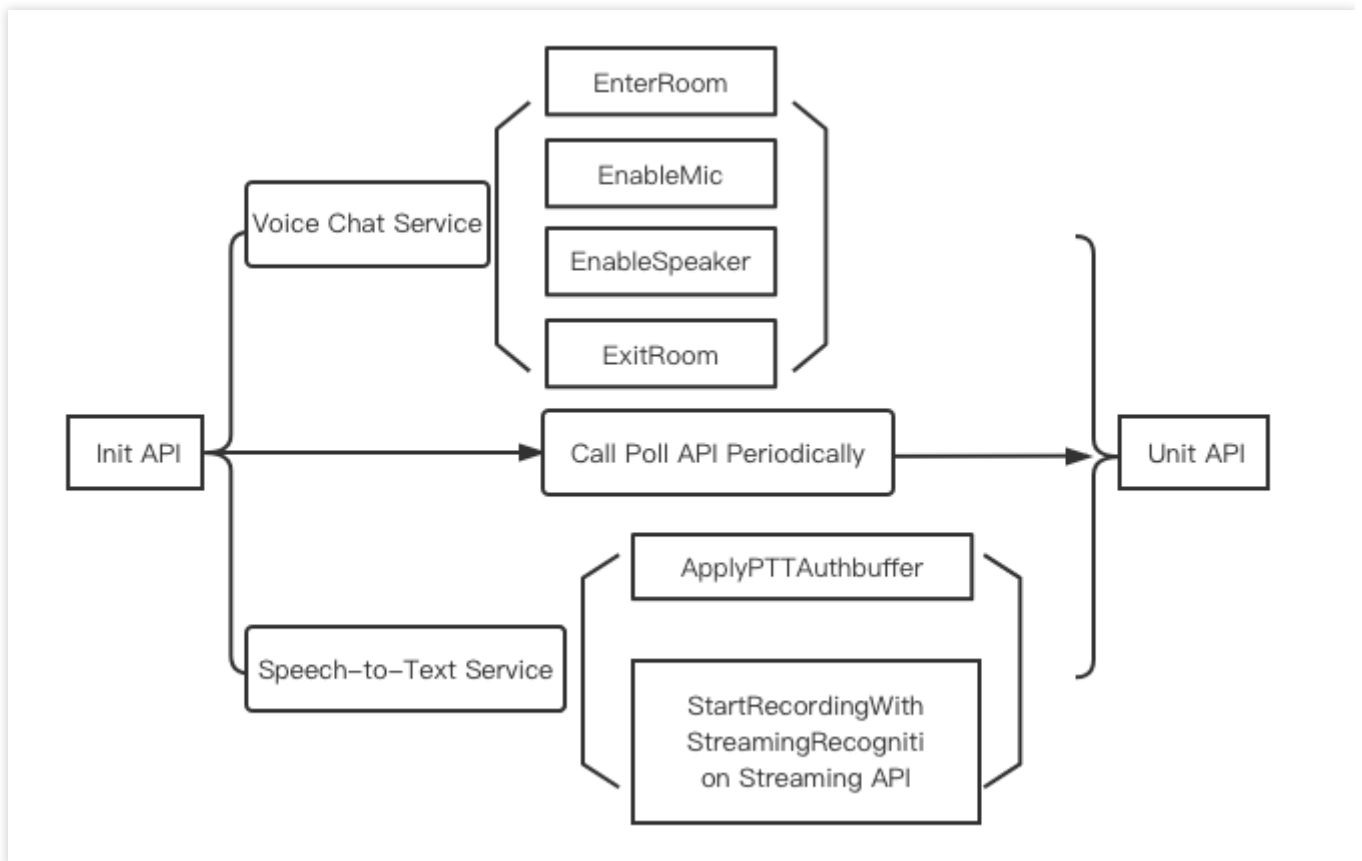 EnterRoom
EnableMic
Voice Chat Service
EnableSpeaker
ExitRoom
Init API
Call Poll API Periodically
Unit API
ApplyPTTAuthbuffer
Speech-to-Text Service
StartRecordingWith
StreamingRecogniti
on Streaming API